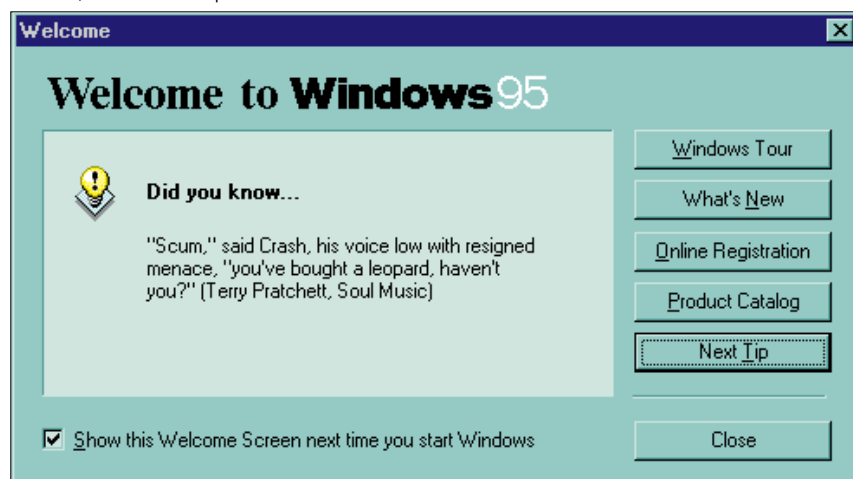 Welcome
Welcome to Windows95
Did you know...
"Scum," said Crash, his voice low with resigned
menace, "you've bought a leopard, haven't
you?" (Terry Pratchett, Soul Music)
Windows Tour
What's New
Online Registration
Product Catalog
Next Tip
Show this Welcome Screen next time you start Windows
Close